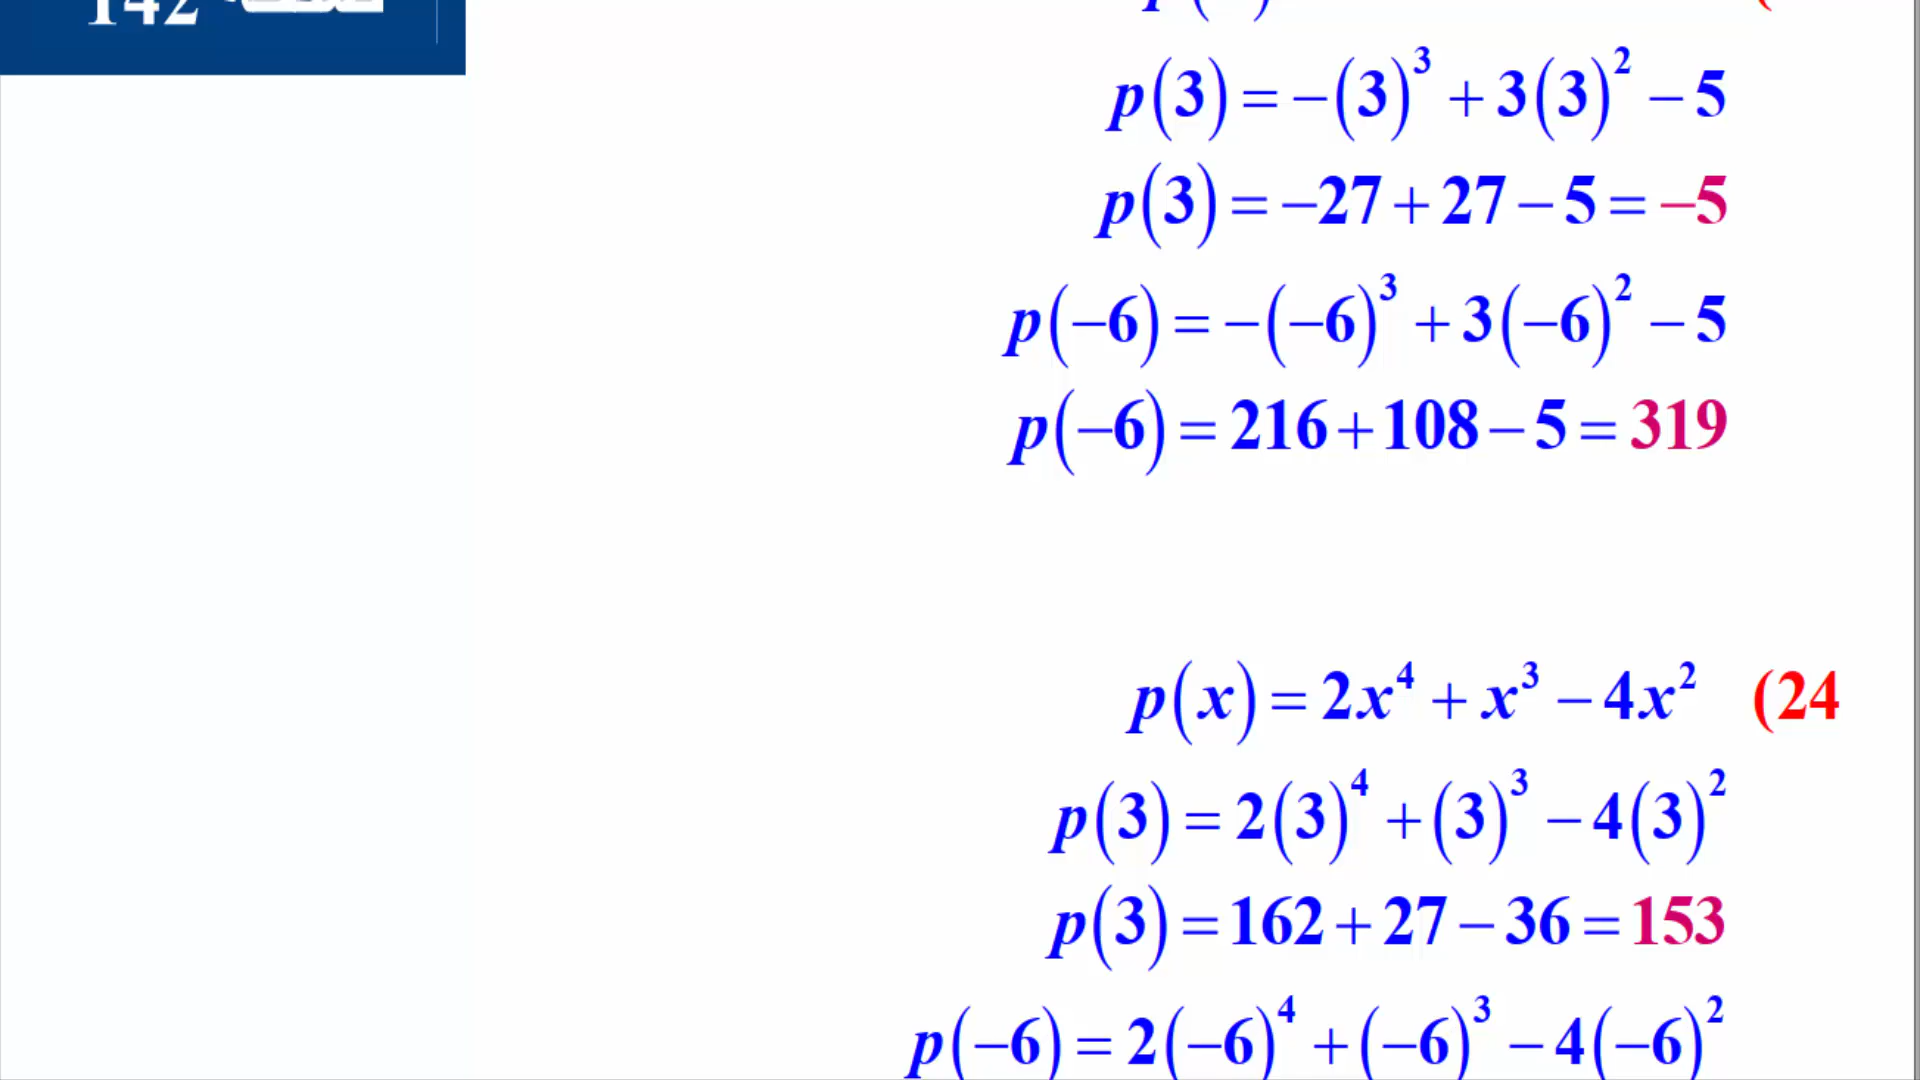 142
p(3) = −(3)³ + 3(3)² − 5
p(3) = −27 + 27 − 5 = −5
p(−6) = −(−6)³ + 3(−6)² − 5
p(−6) = 216 + 108 − 5 = 319
p(x) = 2x⁴ + x³ − 4x² (24
p(3) = 2(3)⁴ + (3)³ − 4(3)²
p(3) = 162 + 27 − 36 = 153
p(−6) = 2(−6)⁴ + (−6)³ − 4(−6)²